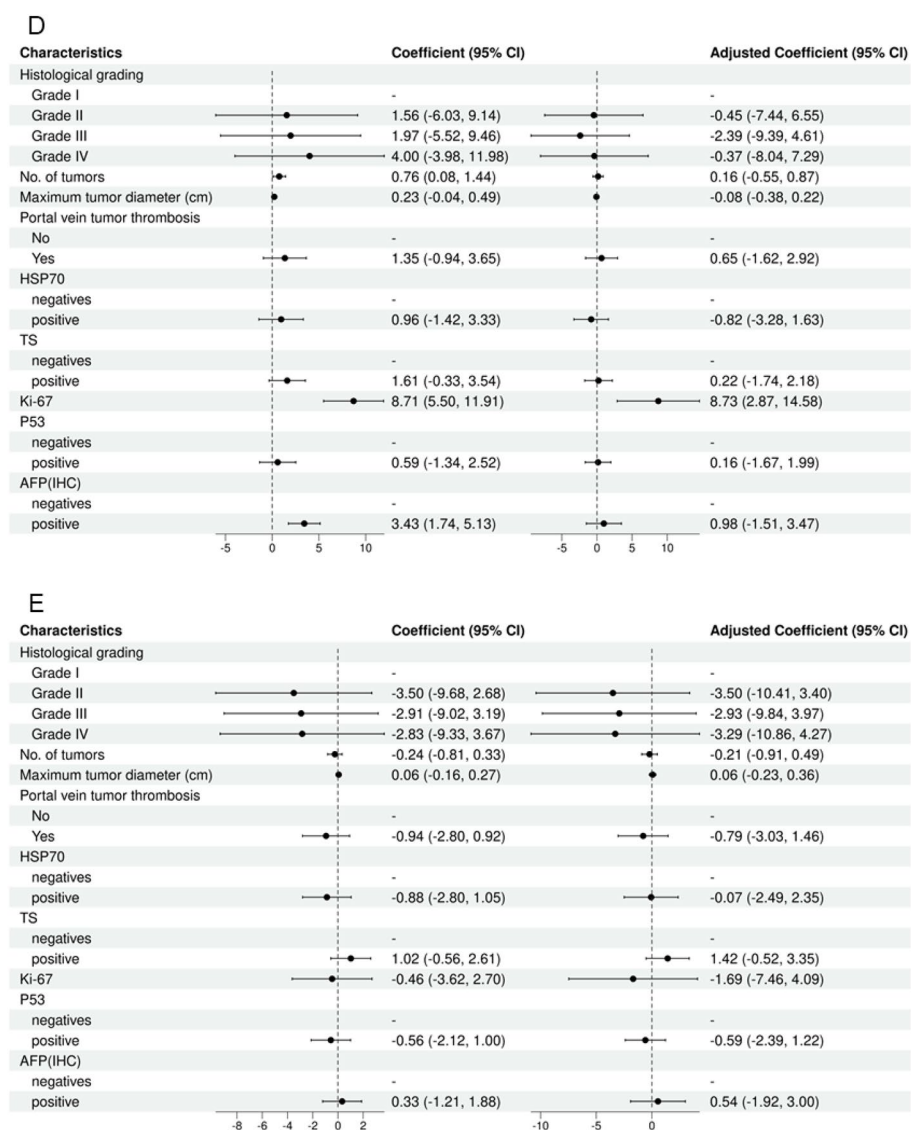 D
Characteristics Coefficient (95% CI) Adjusted Coefficient (95% CI)
Histological grading
Grade I - -
Grade II 1.56 (-6.03, 9.14) -0.45 (-7.44, 6.55)
Grade III 1.97 (-5.52, 9.46) -2.39 (-9.39, 4.61)
Grade IV 4.00 (-3.98, 11.98) -0.37 (-8.04, 7.29)
No. of tumors 0.76 (0.08, 1.44) 0.16 (-0.55, 0.87)
Maximum tumor diameter (cm) 0.23 (-0.04, 0.49) -0.08 (-0.38, 0.22)
Portal vein tumor thrombosis
No - -
Yes 1.35 (-0.94, 3.65) 0.65 (-1.62, 2.92)
HSP70
negatives - -
positive 0.96 (-1.42, 3.33) -0.82 (-3.28, 1.63)
TS
negatives - -
positive 1.61 (-0.33, 3.54) 0.22 (-1.74, 2.18)
Ki-67 8.71 (5.50, 11.91) 8.73 (2.87, 14.58)
P53
negatives - -
positive 0.59 (-1.34, 2.52) 0.16 (-1.67, 1.99)
AFP(IHC)
negatives - -
positive 3.43 (1.74, 5.13) 0.98 (-1.51, 3.47)
-5 0 5 10 -5 0 5 10
E
Characteristics Coefficient (95% CI) Adjusted Coefficient (95% CI)
Histological grading
Grade I - -
Grade II -3.50 (-9.68, 2.68) -3.50 (-10.41, 3.40)
Grade III -2.91 (-9.02, 3.19) -2.93 (-9.84, 3.97)
Grade IV -2.83 (-9.33, 3.67) -3.29 (-10.86, 4.27)
No. of tumors -0.24 (-0.81, 0.33) -0.21 (-0.91, 0.49)
Maximum tumor diameter (cm) 0.06 (-0.16, 0.27) 0.06 (-0.23, 0.36)
Portal vein tumor thrombosis
No - -
Yes -0.94 (-2.80, 0.92) -0.79 (-3.03, 1.46)
HSP70
negatives - -
positive -0.88 (-2.80, 1.05) -0.07 (-2.49, 2.35)
TS
negatives - -
positive 1.02 (-0.56, 2.61) 1.42 (-0.52, 3.35)
Ki-67 -0.46 (-3.62, 2.70) -1.69 (-7.46, 4.09)
P53
negatives - -
positive -0.56 (-2.12, 1.00) -0.59 (-2.39, 1.22)
AFP(IHC)
negatives - -
positive 0.33 (-1.21, 1.88) 0.54 (-1.92, 3.00)
-8 -6 -4 -2 0 2 -10 -5 0